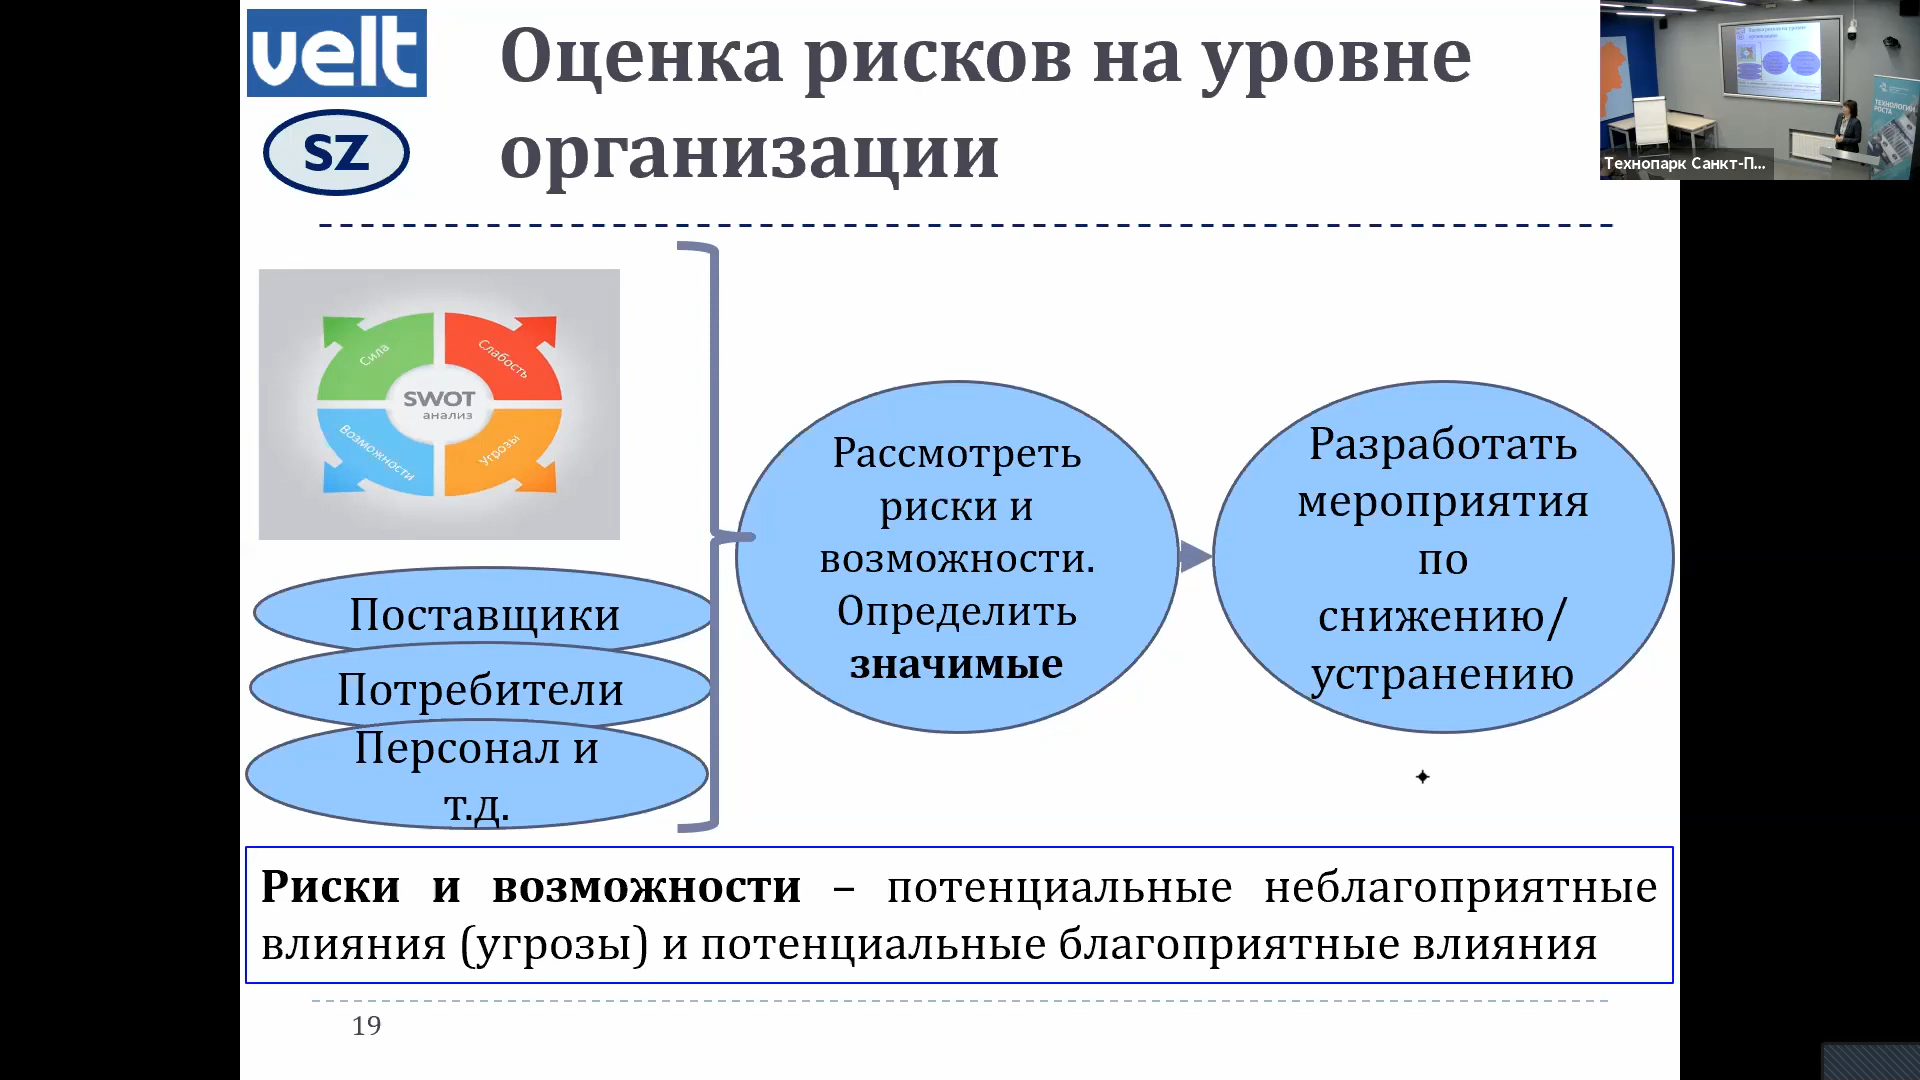 velt
SZ
Оценка рисков на уровне
организации
Технопарк Санкт-П...
ТЕХНОЛОГИИ
РОСТА
Сила
Слабость
SWOT
анализ
Возможности
Угрозы
Поставщики
Потребители
Персонал и
т.д.
Рассмотреть
риски и
возможности.
Определить
значимые
Разработать
мероприятия
по
снижению/
устранению
Риски и возможности – потенциальные неблагоприятные
влияния (угрозы) и потенциальные благоприятные влияния
19